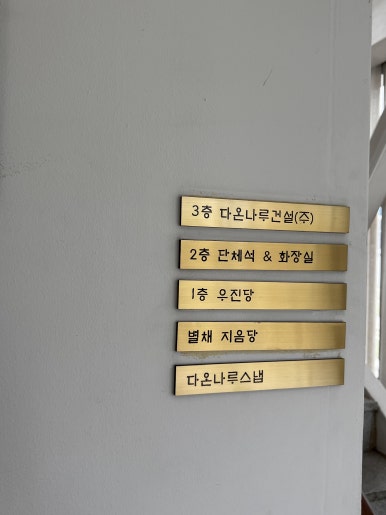 3층 다온나루건설(주)
2층 단체석 & 화장실
1층 우진당
별채 지움당
다온나루스냅